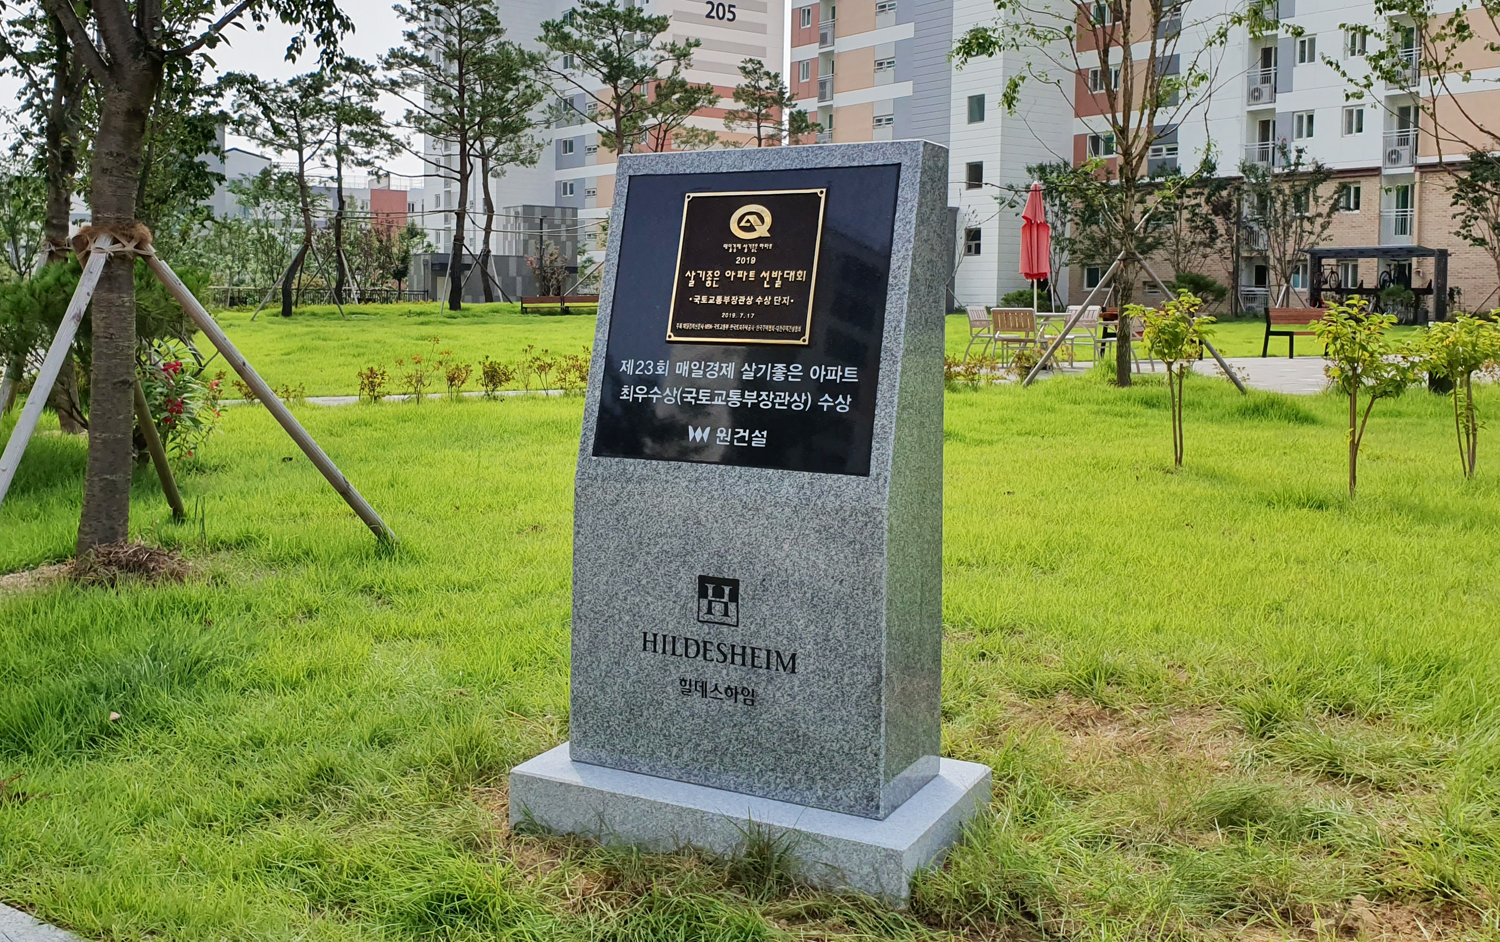 205
매일경제 살기좋은 아파트
2019
살기좋은 아파트 선발대회
·국토교통부장관상 수상 단지·
2019. 7. 17
제23회 매일경제 살기좋은 아파트
최우수상(국토교통부장관상) 수상
원건설
H
HILDESHEIM
힐데스하임